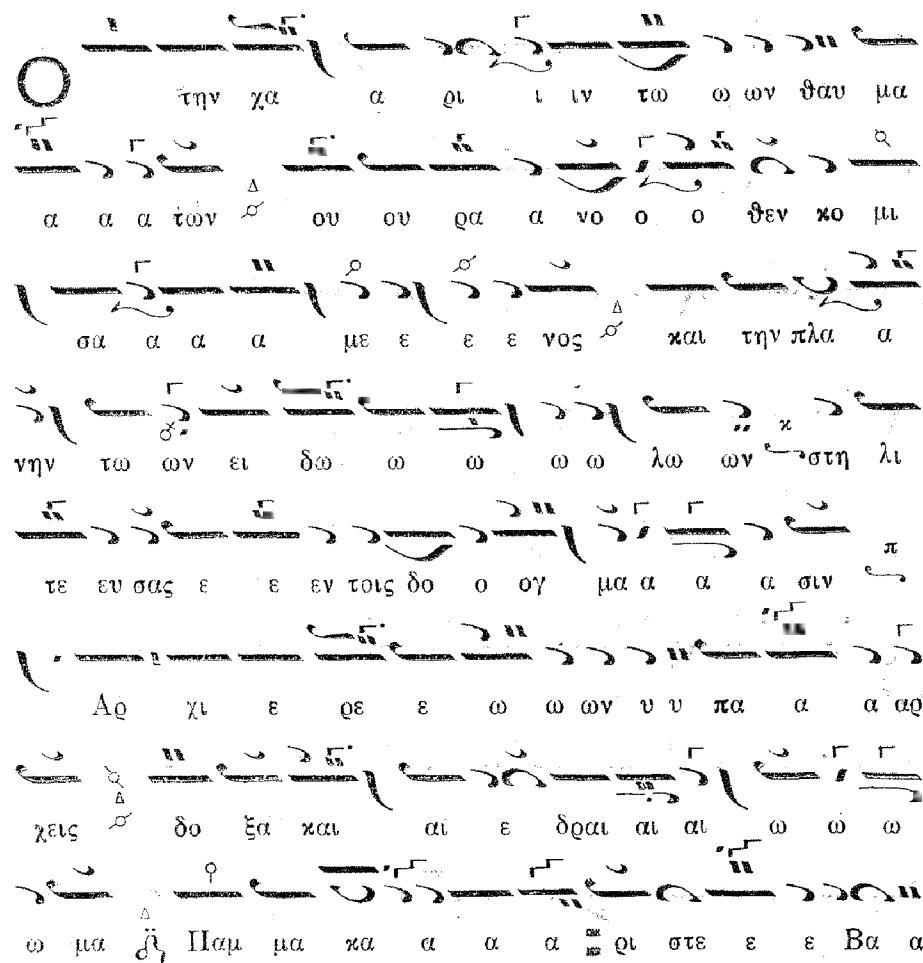 Ο την χα α ρι ι ιν τω ω ων θαυ μα
α α α των Δ ου ου ρα α νο ο ο θεν κο μι
σα α α α με ε ε ε νος Δ και την πλα α
νην τω ων ει δω ω ω ω ω λω ων κ στη λι
τε ευ σας ε ε εν τοις δο ο ογ μα α α α σιν π
Αρ χι ε ρε ε ω ω ων υ υ πα α α αρ
χεις Δ δο ξα και αι ε δραι αι αι ω ω ω
ω μα Δ Παμ μα κα α α α ρι στε ε ε Βα α